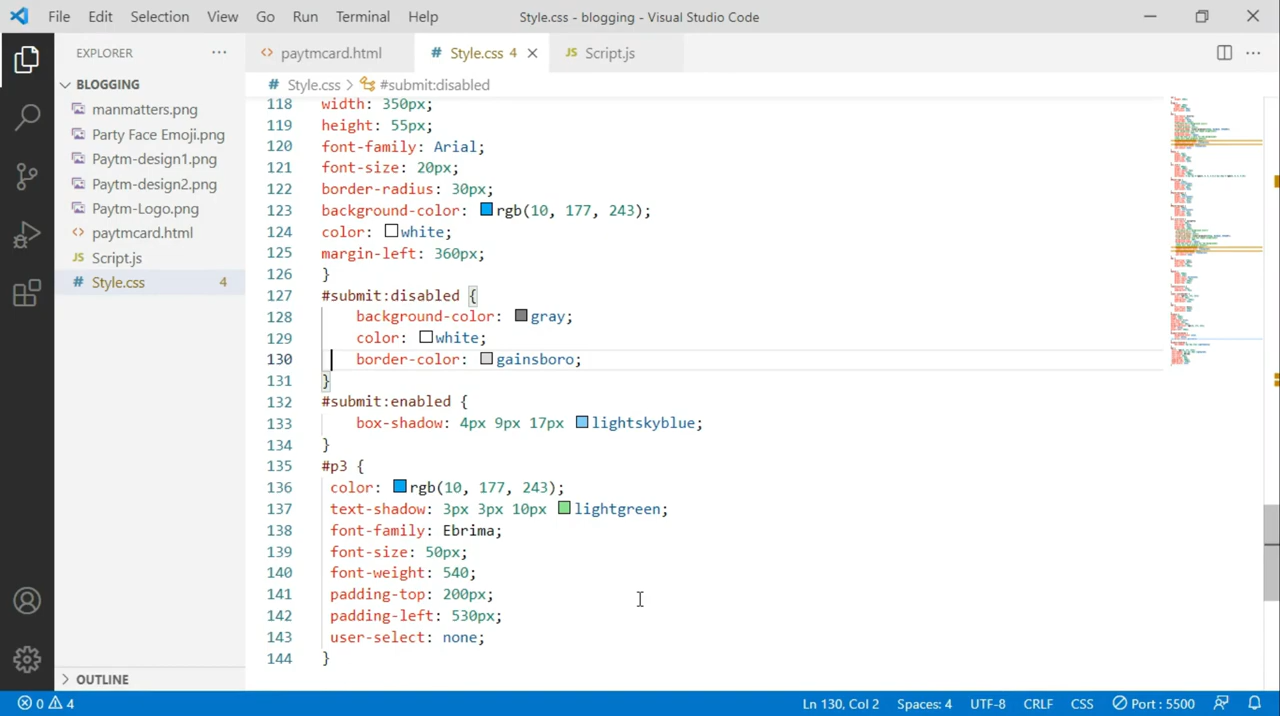 File Edit Selection View Go Run Terminal Help Style.css - blogging - Visual Studio Code
EXPLORER ··· <> paytmcard.html # Style.css 4 JS Script.js ···
BLOGGING
# Style.css > #submit:disabled
manmatters.png
Party Face Emoji.png
Paytm-design1.png
Paytm-design2.png
Paytm-Logo.png
<> paytmcard.html
JS Script.js
# Style.css 4
118 width: 350px;
119 height: 55px;
120 font-family: Arial;
121 font-size: 20px;
122 border-radius: 30px;
123 background-color: rgb(10, 177, 243);
124 color: white;
125 margin-left: 360px;
126 }
127 #submit:disabled {
128 background-color: gray;
129 color: white;
130 border-color: gainsboro;
131 }
132 #submit:enabled {
133 box-shadow: 4px 9px 17px lightskyblue;
134 }
135 #p3 {
136 color: rgb(10, 177, 243);
137 text-shadow: 3px 3px 10px lightgreen;
138 font-family: Ebrima;
139 font-size: 50px;
140 font-weight: 540;
141 padding-top: 200px;
142 padding-left: 530px;
143 user-select: none;
144 }
OUTLINE
0 4 Ln 130, Col 2 Spaces: 4 UTF-8 CRLF CSS Port : 5500